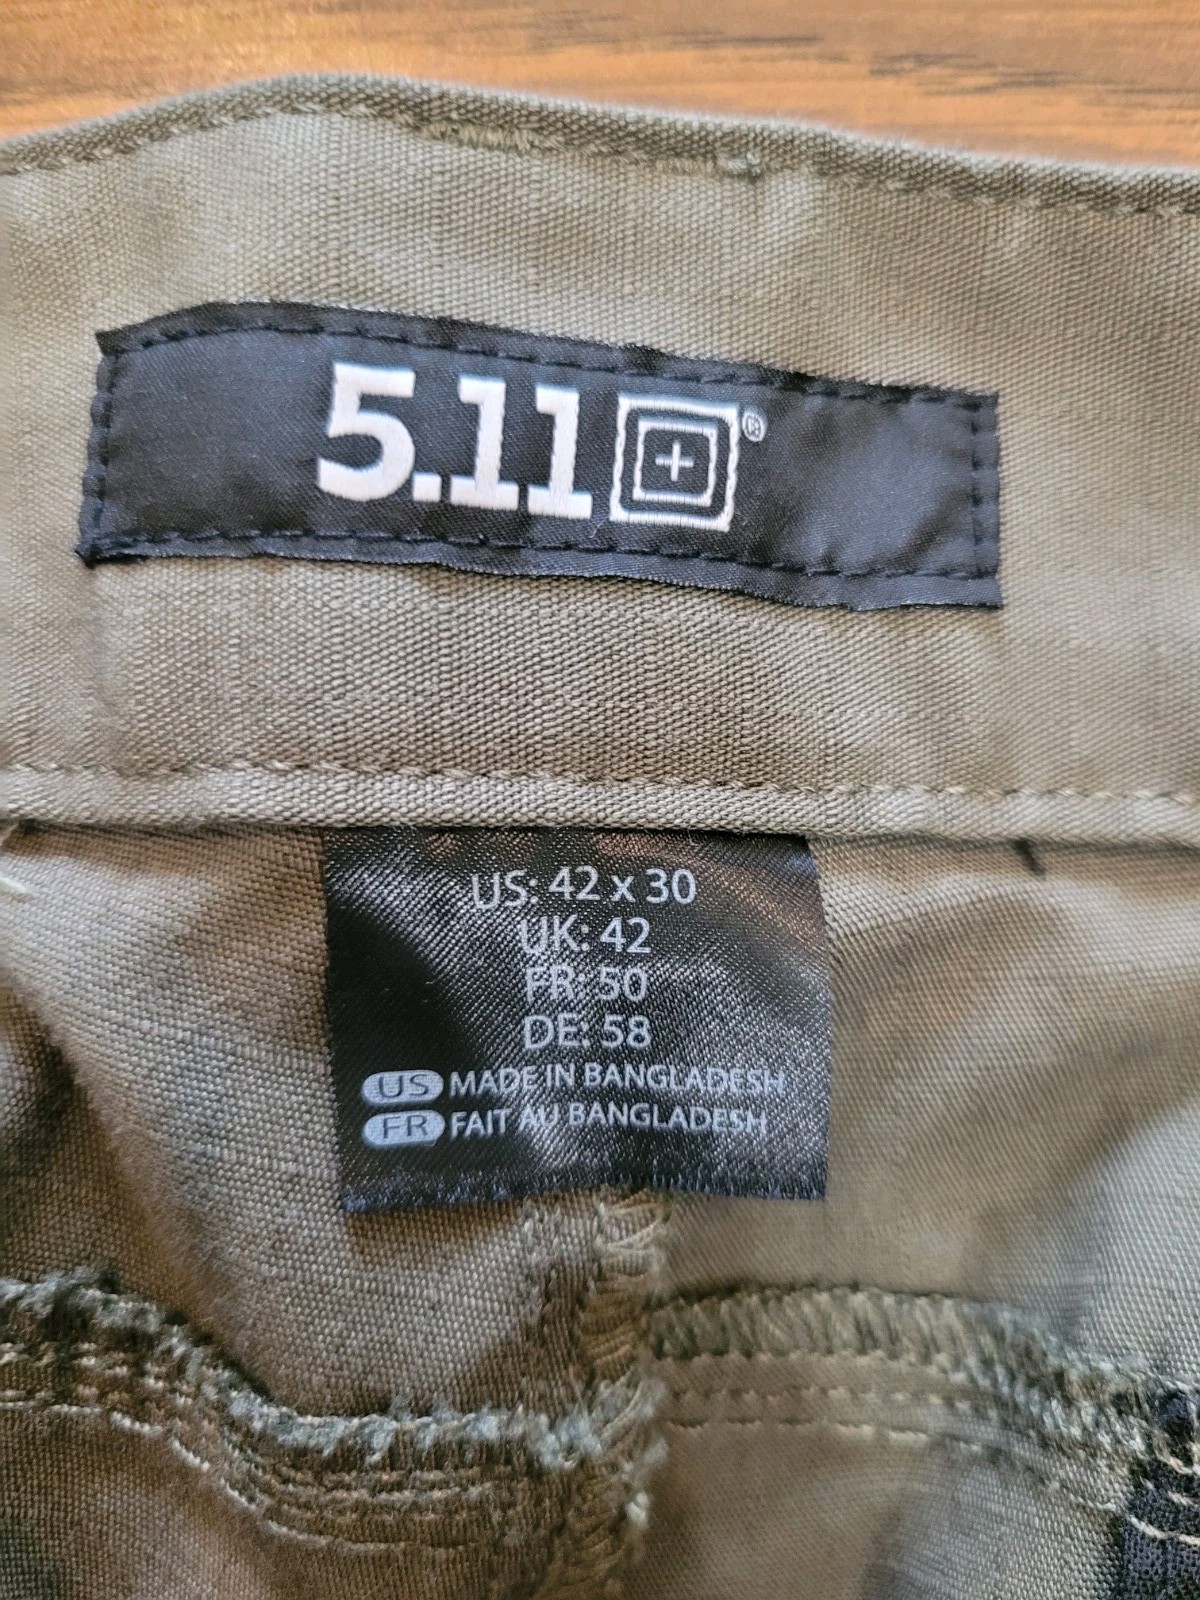 5.11®
US: 42 x 30
UK: 42
FR: 50
DE: 58
US MADE IN BANGLADESH
FR FAIT AU BANGLADESH